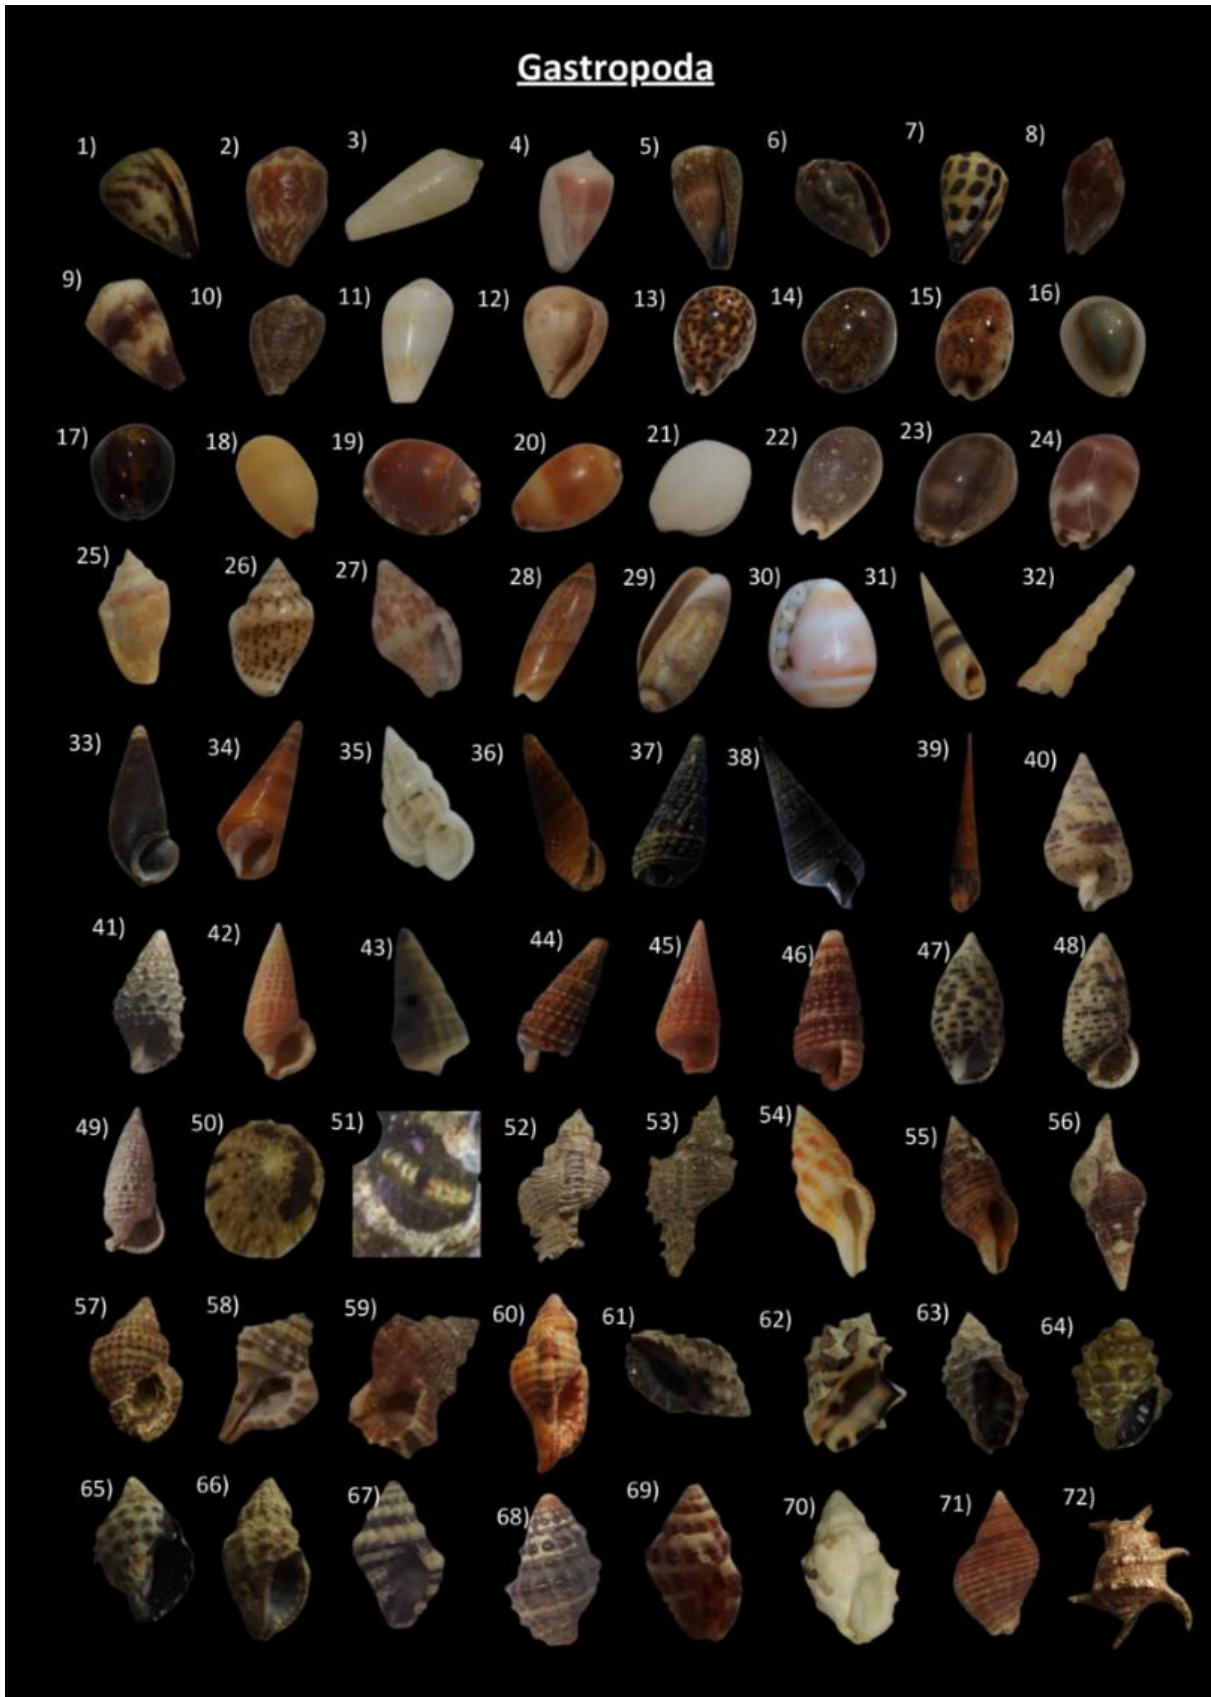 Gastropoda
1) 2) 3) 4) 5) 6) 7) 8)
9) 10) 11) 12) 13) 14) 15) 16)
17) 18) 19) 20) 21) 22) 23) 24)
25) 26) 27) 28) 29) 30) 31) 32)
33) 34) 35) 36) 37) 38) 39) 40)
41) 42) 43) 44) 45) 46) 47) 48)
49) 50) 51) 52) 53) 54) 55) 56)
57) 58) 59) 60) 61) 62) 63) 64)
65) 66) 67) 68) 69) 70) 71) 72)